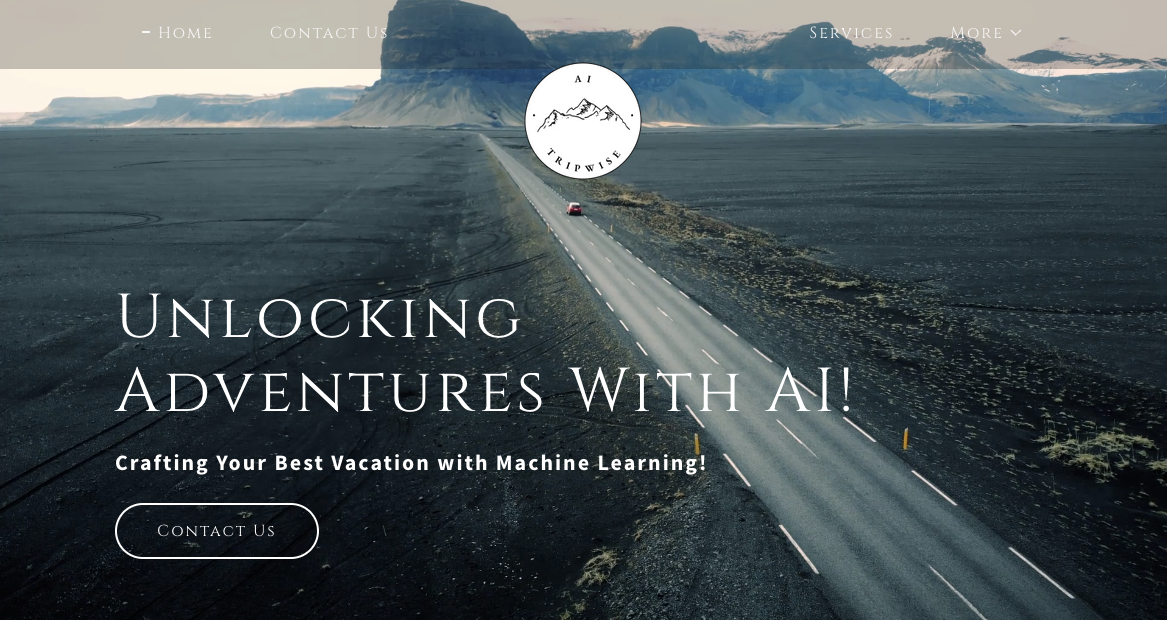 Home
Contact Us
Services
More
AI
TRIPWISE
Unlocking
Adventures With AI!
Crafting Your Best Vacation with Machine Learning!
Contact Us